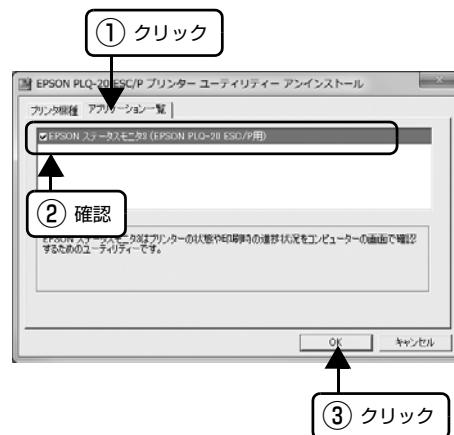 ① クリック
EPSON PLQ-20 ESC/P プリンター ユーティリティー アンインストール
プリンタ機種 アプリケーション一覧
EPSON ステータスモニタ3 (EPSON PLQ-20 ESC/P用)
② 確認
EPSON ステータスモニタ3はプリンターの状態や印刷時の進捗状況をコンピューターの画面で確認
するためのユーティリティーです。
OK キャンセル
③ クリック